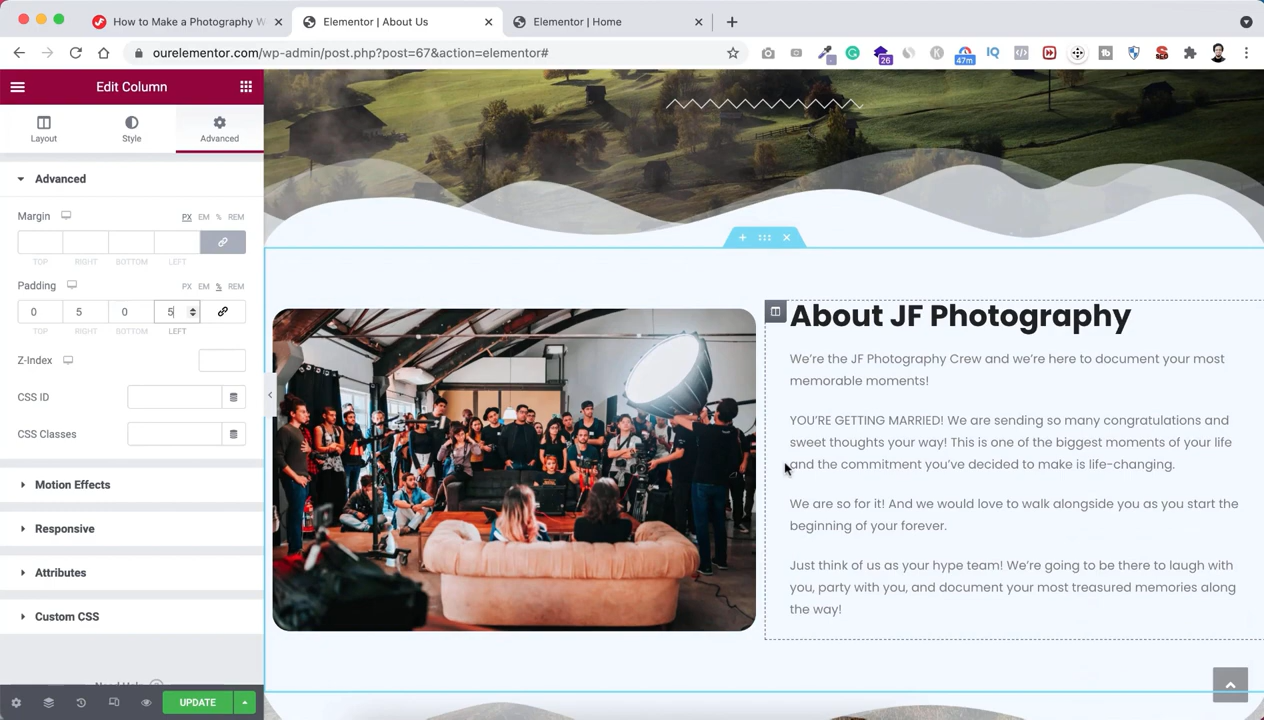 How to Make a Photography W
Elementor | About Us
Elementor | Home
ourelementor.com/wp-admin/post.php?post=67&action=elementor#
26
IQ
47m
Edit Column
Layout
Style
Advanced
Advanced
Margin
PX EM % REM
TOP RIGHT BOTTOM LEFT
Padding
PX EM % REM
0 5 0 5
TOP RIGHT BOTTOM LEFT
Z-Index
CSS ID
CSS Classes
Motion Effects
Responsive
Attributes
Custom CSS
UPDATE
About JF Photography
We're the JF Photography Crew and we're here to document your most
memorable moments!
YOU'RE GETTING MARRIED! We are sending so many congratulations and
sweet thoughts your way! This is one of the biggest moments of your life
and the commitment you've decided to make is life-changing.
We are so for it! And we would love to walk alongside you as you start the
beginning of your forever.
Just think of us as your hype team! We're going to be there to laugh with
you, party with you, and document your most treasured memories along
the way!